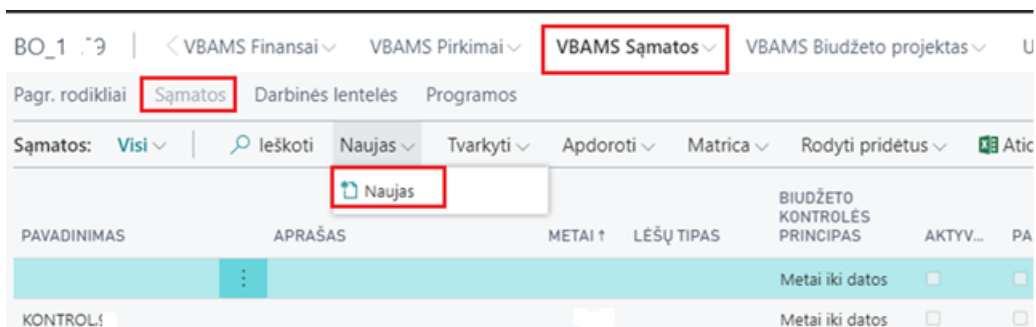 VBAMS Finansai VBAMS Pirkimai VBAMS Sąmatos VBAMS Biudžeto projektas
Pagr. rodikliai Sąmatos Darbinės lentelės Programos
Sąmatos: Visi Ieškoti Naujas Tvarkyti Apdoroti Matrica Rodyti pridėtus
Naujas
BIUDŽETO
KONTROLĖS
PAVADINIMAS APRAŠAS METAI ↑ LĖŠŲ TIPAS PRINCIPAS AKTYV...
Metai iki datos
Metai iki datos